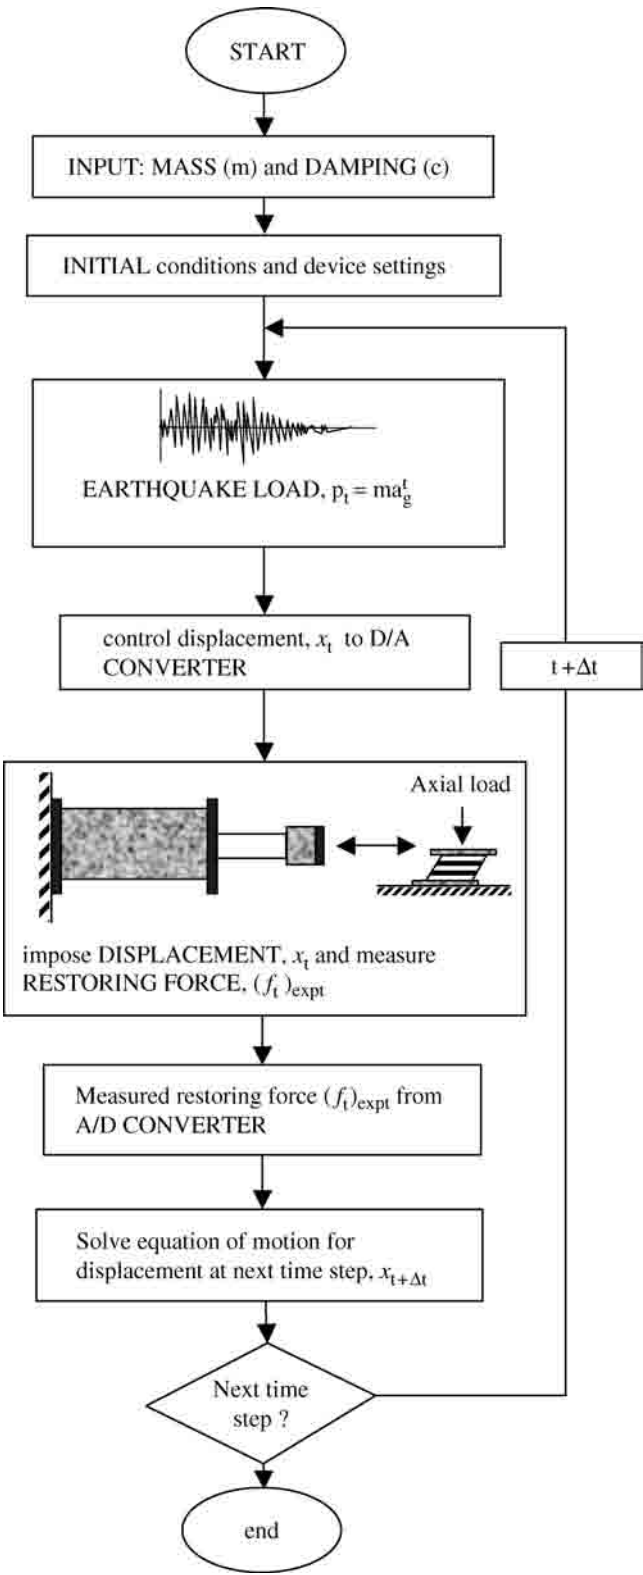 START
INPUT: MASS (m) and DAMPING (c)
INITIAL conditions and device settings
EARTHQUAKE LOAD, pₜ = maᵗg
control displacement, xₜ to D/A
CONVERTER
t+Δt
Axial load
impose DISPLACEMENT, xₜ and measure
RESTORING FORCE, (fₜ)expt
Measured restoring force (fₜ)expt from
A/D CONVERTER
Solve equation of motion for
displacement at next time step, xt+Δt
Next time
step ?
end